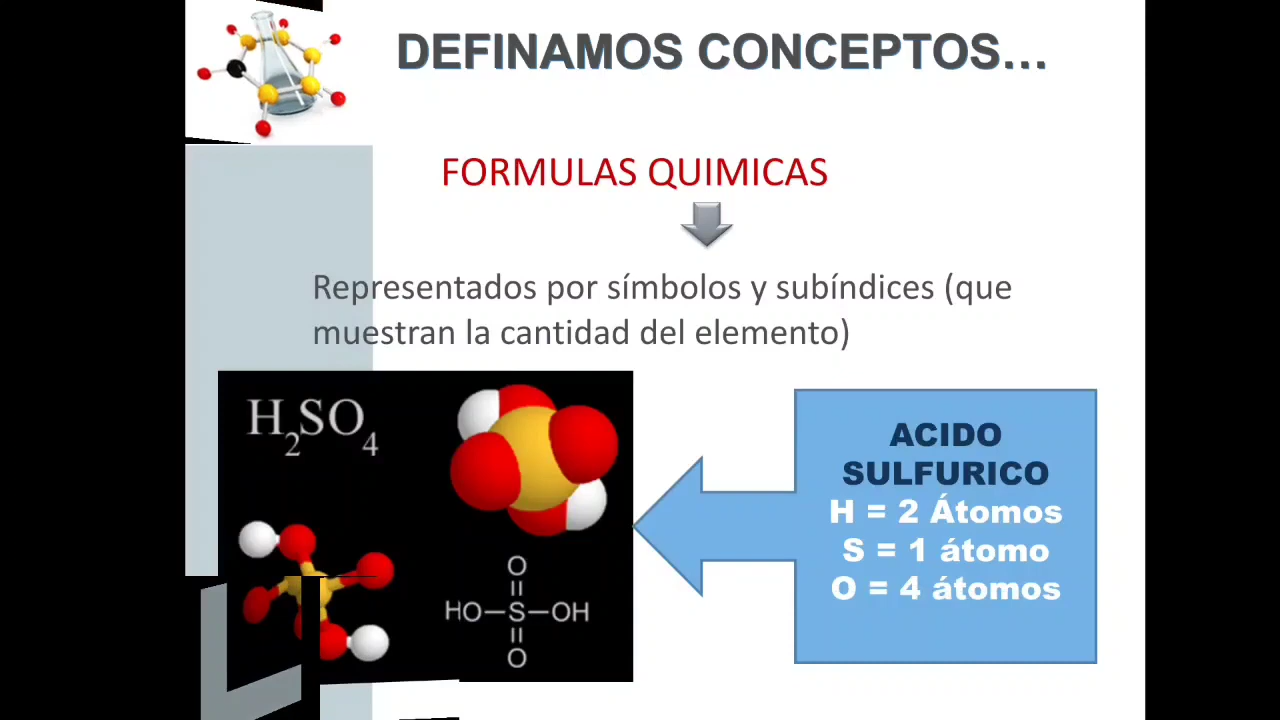 DEFINAMOS CONCEPTOS...
FORMULAS QUIMICAS
Representados por símbolos y subíndices (que
muestran la cantidad del elemento)
H₂SO₄
O
HO—S—OH
O
ACIDO
SULFURICO
H = 2 Átomos
S = 1 átomo
O = 4 átomos